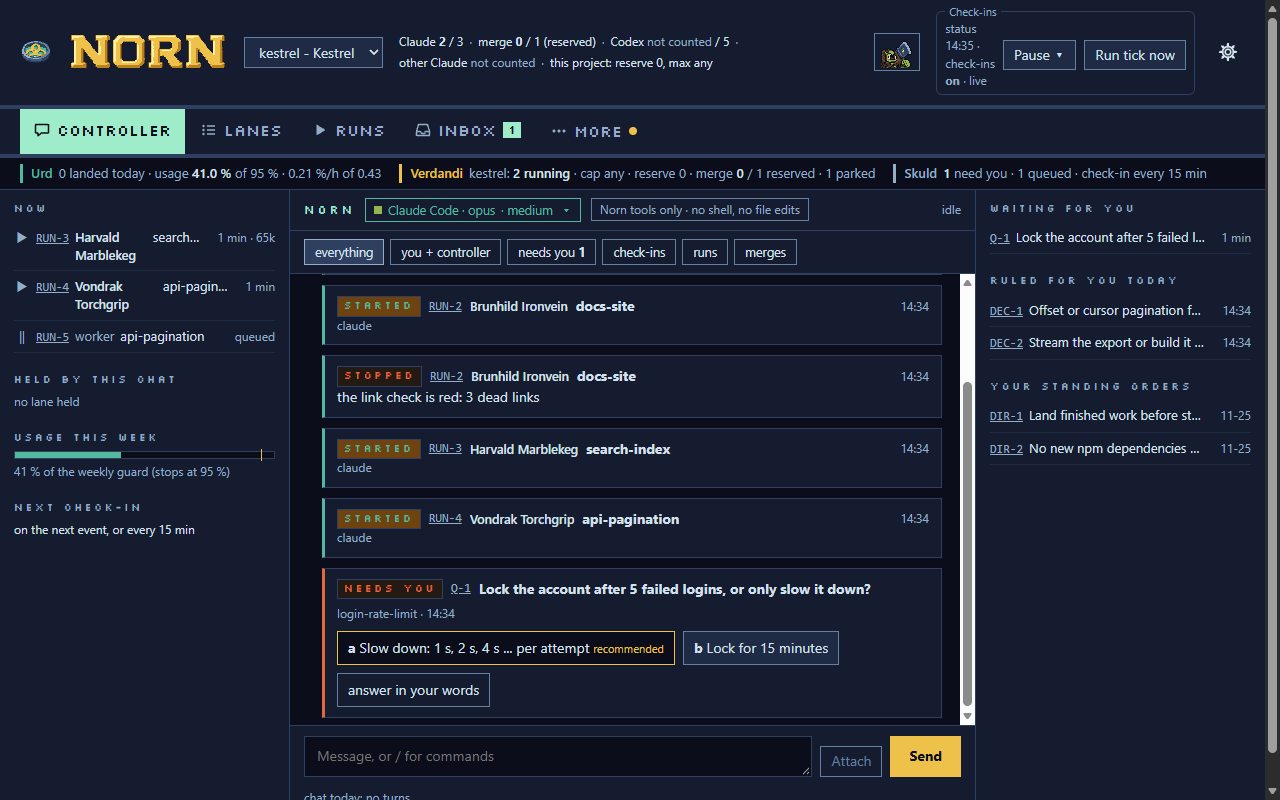 NORN
kestrel - Kestrel
Claude 2 / 3 · merge 0 / 1 (reserved) · Codex not counted / 5 ·
other Claude not counted · this project: reserve 0, max any
Check-ins
status
14:35 ·
check-ins
on · live
Pause ▾
Run tick now
CONTROLLER
LANES
RUNS
INBOX 1
MORE
Urd 0 landed today · usage 41.0 % of 95 % · 0.21 %/h of 0.43
Verdandi kestrel: 2 running · cap any · reserve 0 · merge 0 / 1 reserved · 1 parked
Skuld 1 need you · 1 queued · check-in every 15 min
NOW
RUN-3 Harvald Marblekeg search... 1 min · 65k
RUN-4 Vondrak Torchgrip api-pagin... 1 min
RUN-5 worker api-pagination queued
HELD BY THIS CHAT
no lane held
USAGE THIS WEEK
41 % of the weekly guard (stops at 95 %)
NEXT CHECK-IN
on the next event, or every 15 min
NORN
Claude Code · opus · medium
Norn tools only · no shell, no file edits
idle
everything
you + controller
needs you 1
check-ins
runs
merges
STARTED RUN-2 Brunhild Ironvein docs-site 14:34
claude
STOPPED RUN-2 Brunhild Ironvein docs-site 14:34
the link check is red: 3 dead links
STARTED RUN-3 Harvald Marblekeg search-index 14:34
claude
STARTED RUN-4 Vondrak Torchgrip api-pagination 14:34
claude
NEEDS YOU Q-1 Lock the account after 5 failed logins, or only slow it down?
login-rate-limit · 14:34
a Slow down: 1 s, 2 s, 4 s ... per attempt recommended
b Lock for 15 minutes
answer in your words
Message, or / for commands
Attach
Send
chat today: no turns
WAITING FOR YOU
Q-1 Lock the account after 5 failed l... 1 min
RULED FOR YOU TODAY
DEC-1 Offset or cursor pagination f... 14:34
DEC-2 Stream the export or build it ... 14:34
YOUR STANDING ORDERS
DIR-1 Land finished work before st... 11-25
DIR-2 No new npm dependencies ... 11-25